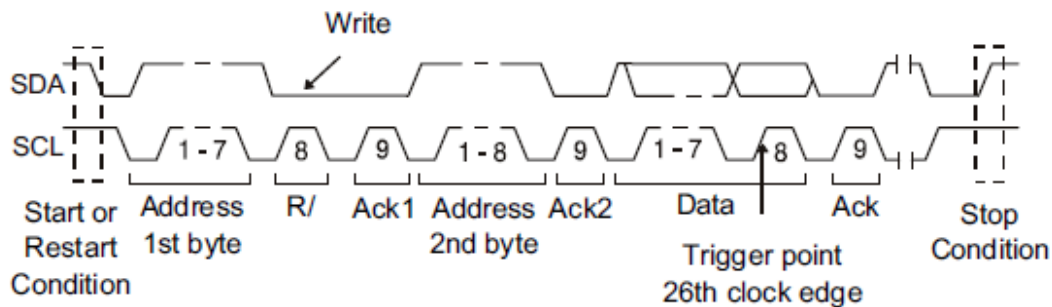 Write
SDA
SCL
1 - 7
8
9
1 - 8
9
1 - 7
8
9
Start or
Restart
Condition
Address
1st byte
R/
Ack1
Address
2nd byte
Ack2
Data
Ack
Stop
Condition
Trigger point
26th clock edge